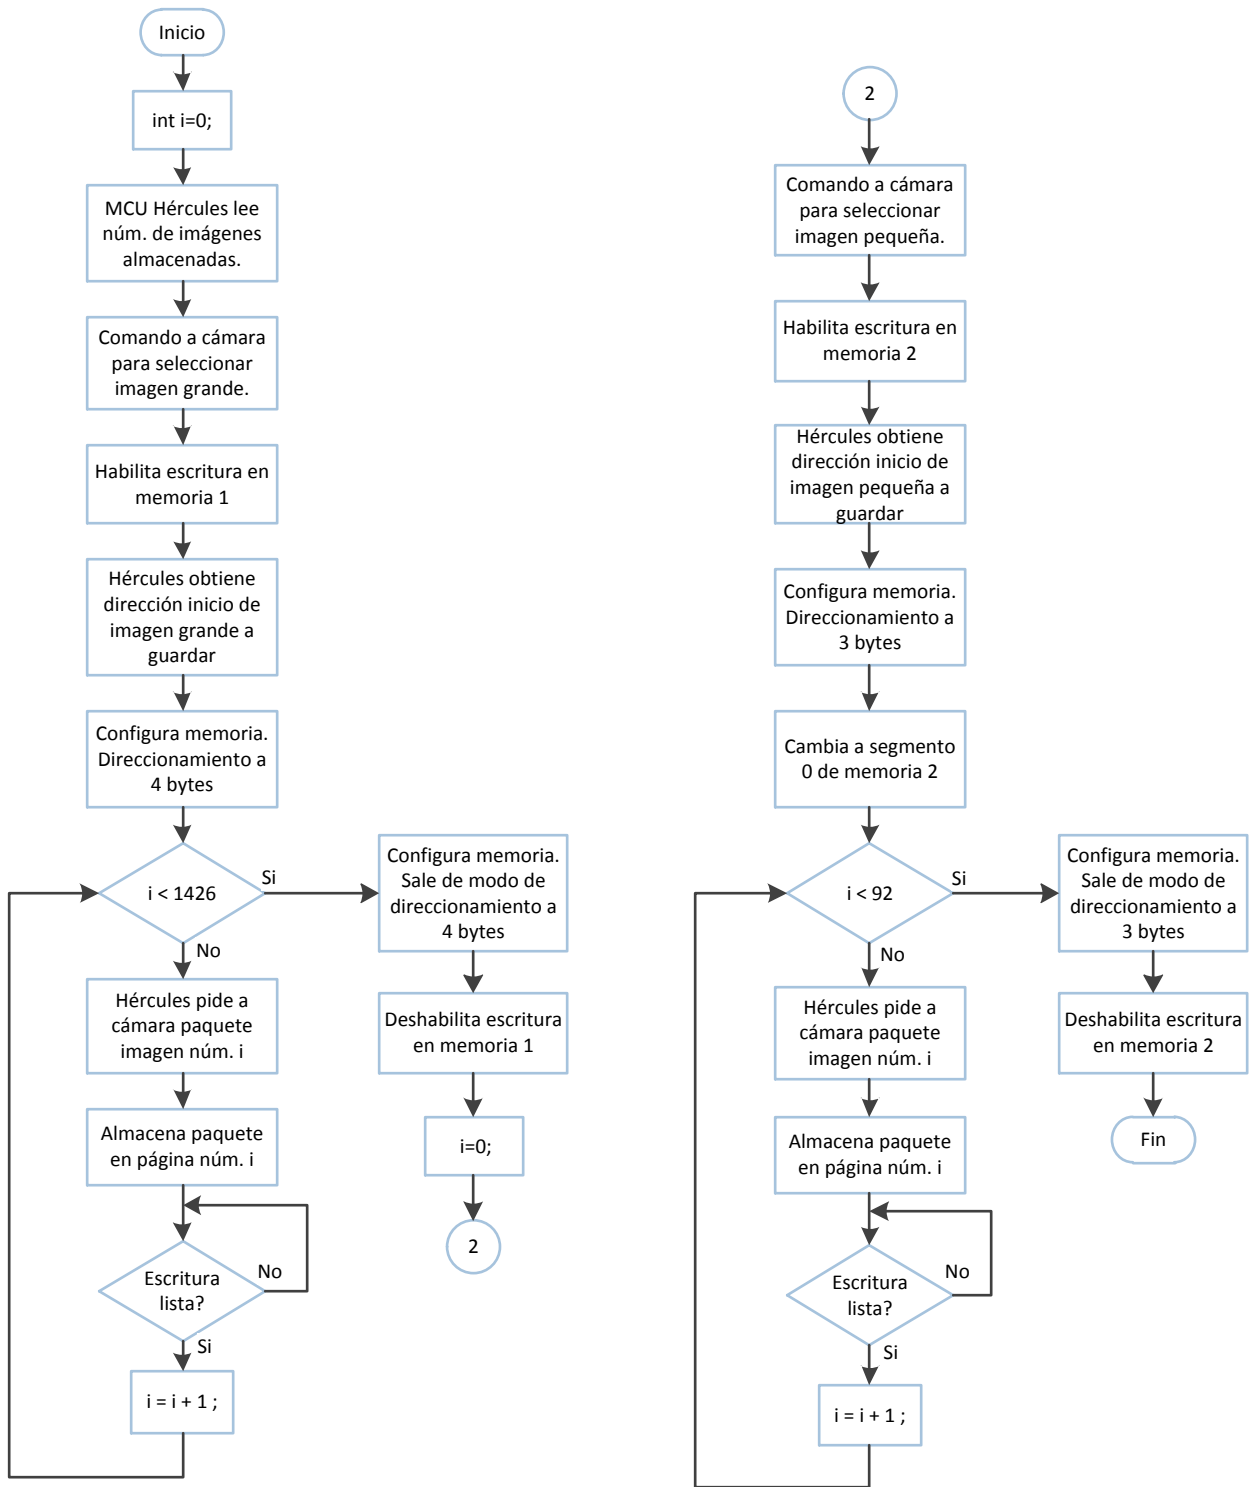 Inicio
int i=0;
MCU Hércules lee
núm. de imágenes
almacenadas.
Comando a cámara
para seleccionar
imagen grande.
Habilita escritura en
memoria 1
Hércules obtiene
dirección inicio de
imagen grande a
guardar
Configura memoria.
Direccionamiento a
4 bytes
i < 1426
Si
No
Hércules pide a
cámara paquete
imagen núm. i
Almacena paquete
en página núm. i
Escritura
lista?
No
Si
i = i + 1 ;
Configura memoria.
Sale de modo de
direccionamiento a
4 bytes
Deshabilita escritura
en memoria 1
i=0;
2
2
Comando a cámara
para seleccionar
imagen pequeña.
Habilita escritura en
memoria 2
Hércules obtiene
dirección inicio de
imagen pequeña a
guardar
Configura memoria.
Direccionamiento a
3 bytes
Cambia a segmento
0 de memoria 2
i < 92
Si
No
Hércules pide a
cámara paquete
imagen núm. i
Almacena paquete
en página núm. i
Escritura
lista?
No
Si
i = i + 1 ;
Configura memoria.
Sale de modo de
direccionamiento a
3 bytes
Deshabilita escritura
en memoria 2
Fin